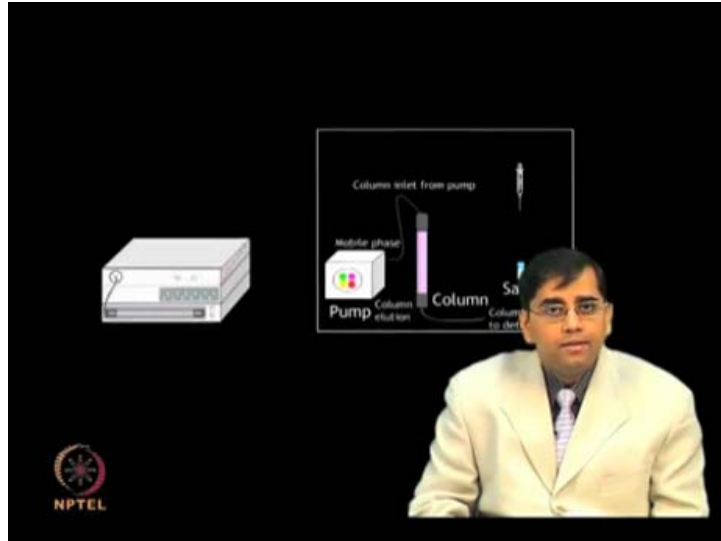 Column inlet from pump
Mobile phase
Pump
Column
elution
Column
NPTEL